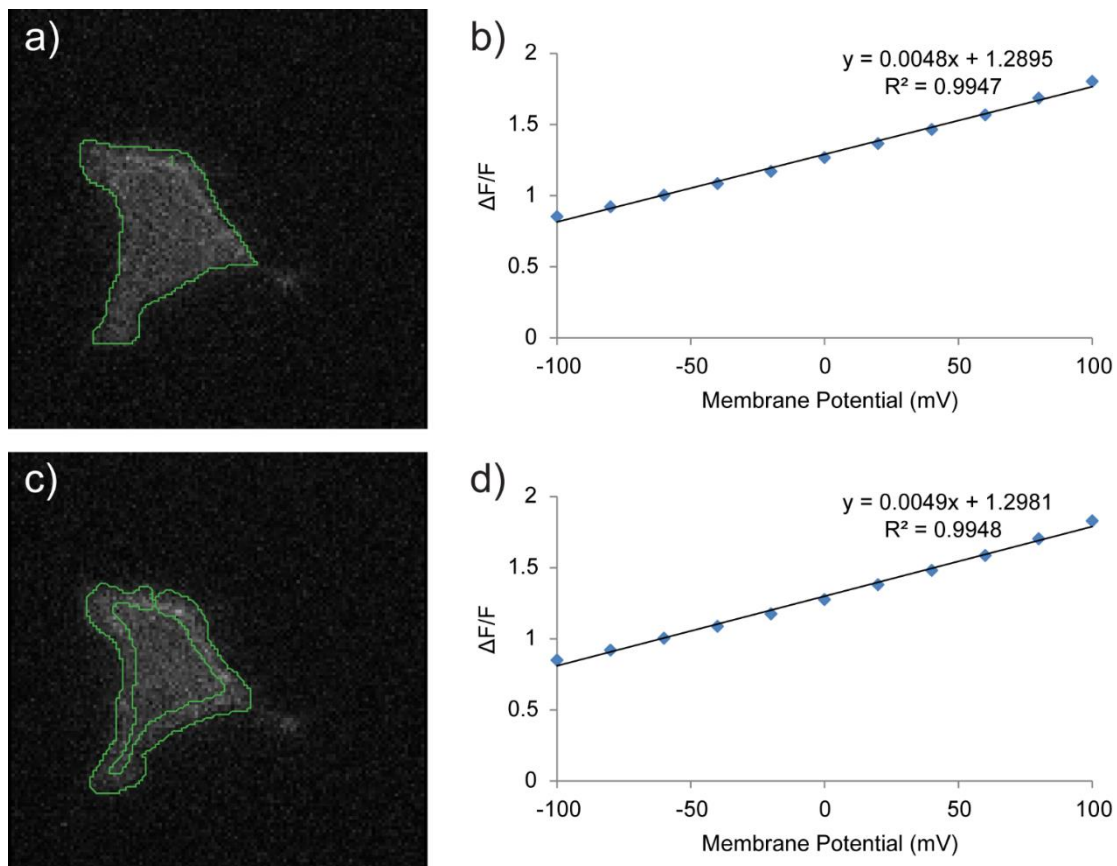 a)
b)
2
1.5
1
0.5
0
-100
-50
0
50
100
ΔF/F
Membrane Potential (mV)
y = 0.0048x + 1.2895
R² = 0.9947
c)
d)
2
1.5
1
0.5
0
-100
-50
0
50
100
ΔF/F
Membrane Potential (mV)
y = 0.0049x + 1.2981
R² = 0.9948